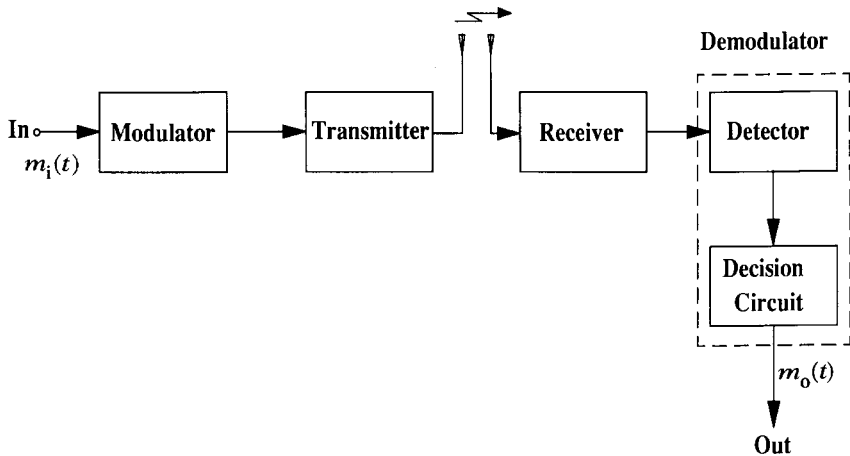 Demodulator
In
Modulator
Transmitter
Receiver
Detector
m_i(t)
Decision
Circuit
m_o(t)
Out